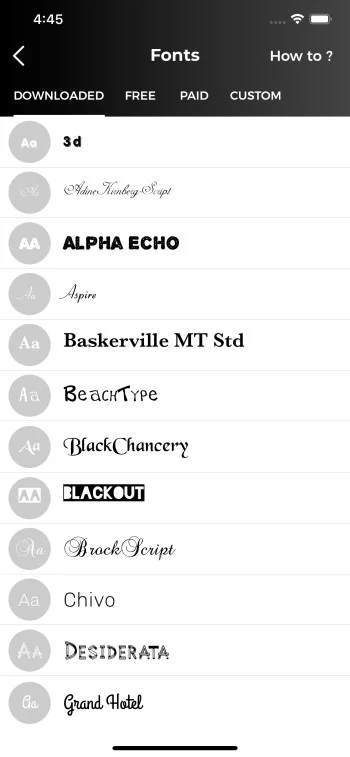 4:45
Fonts
How to ?
DOWNLOADED FREE PAID CUSTOM
Aa 3d
Aa AdineKirnberg-Script
AA ALPHA ECHO
Aa Aspire
Aa Baskerville MT Std
Aa BeachType
Aa BlackChancery
AA BLACKOUT
Aa BrockScript
Aa Chivo
Aa Desiderata
Aa Grand Hotel